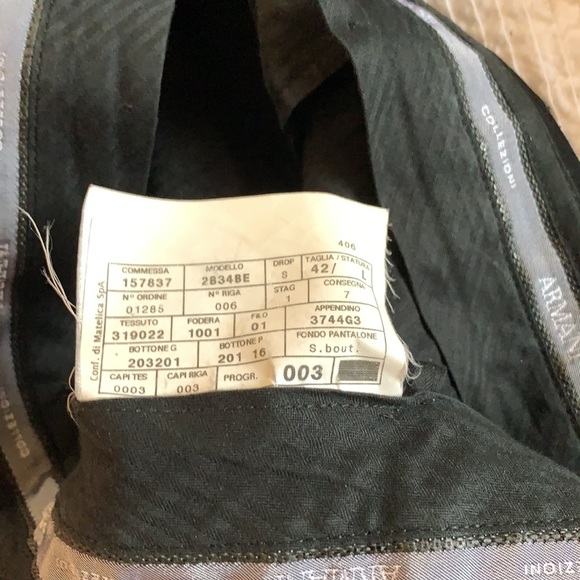 406
COMMESSA MODELLO DROP TAGLIA / STATURA
157837 2B34BE S 42/ L
Nº ORDINE Nº RIGA STAG CONSEGNA
01285 006 1 7
TESSUTO FODERA F&O APPENDINO
319022 1001 01 3744G3
BOTTONE G BOTTONE P FONDO PANTALONE
203201 201 16 S.bout.
CAPI TES CAPI RIGA PROGR.
0003 003 003
Conf. di Matelica SpA
COLLEZIONI
ARMAN